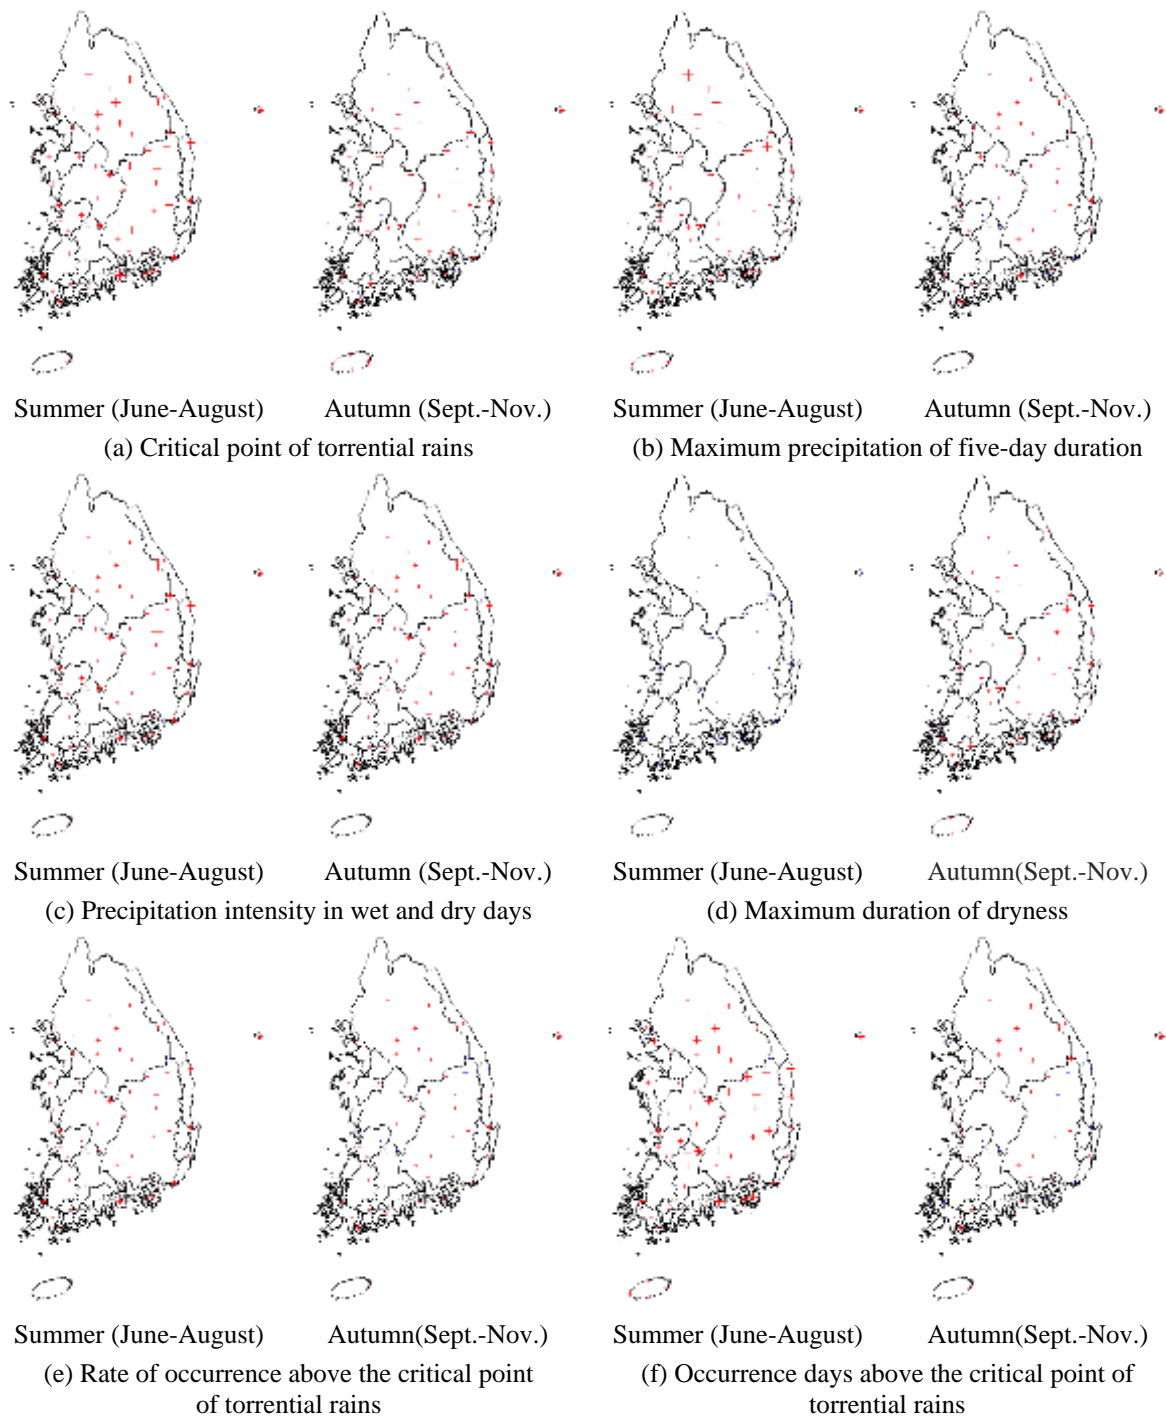 Summer (June-August) Autumn (Sept.-Nov.) Summer (June-August) Autumn (Sept.-Nov.)
(a) Critical point of torrential rains (b) Maximum precipitation of five-day duration
Summer (June-August) Autumn (Sept.-Nov.) Summer (June-August) Autumn(Sept.-Nov.)
(c) Precipitation intensity in wet and dry days (d) Maximum duration of dryness
Summer (June-August) Autumn(Sept.-Nov.) Summer (June-August) Autumn(Sept.-Nov.)
(e) Rate of occurrence above the critical point
of torrential rains
(f) Occurrence days above the critical point of
torrential rains